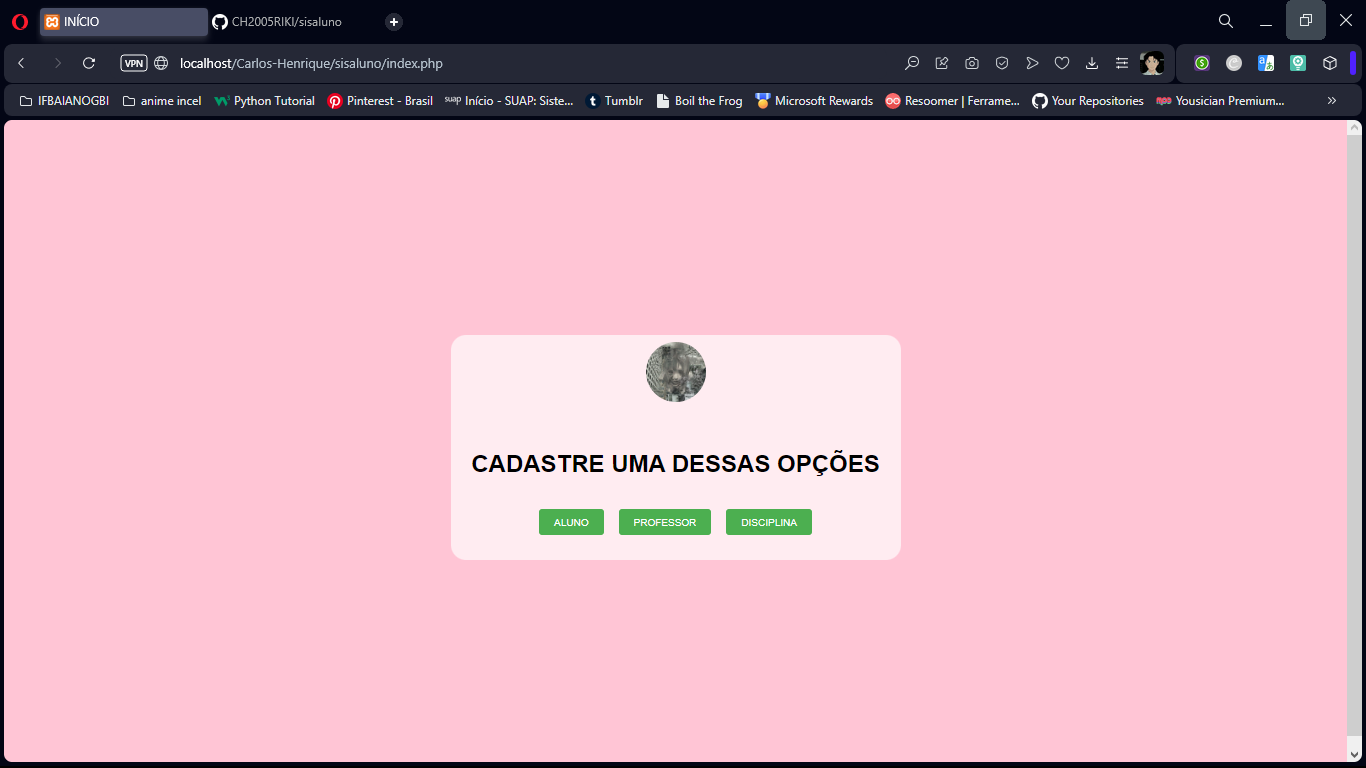 INÍCIO CH2005RIKI/sisaluno
VPN localhost/Carlos-Henrique/sisaluno/index.php
IFBAIANOGBI anime incel Python Tutorial Pinterest - Brasil suap Início - SUAP: Siste... Tumblr Boil the Frog Microsoft Rewards Resoomer | Ferrame... Your Repositories Yousician Premium...
CADASTRE UMA DESSAS OPÇÕES
ALUNO PROFESSOR DISCIPLINA